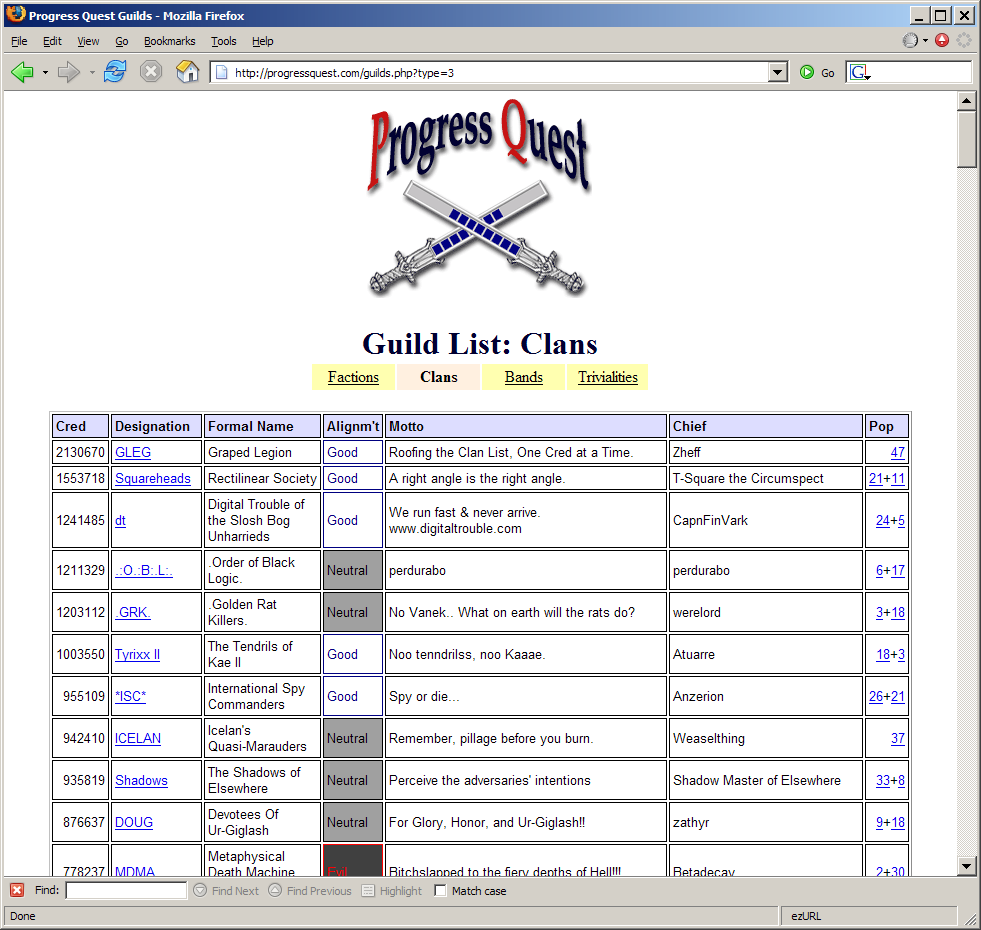 Progress Quest Guilds - Mozilla Firefox
File Edit View Go Bookmarks Tools Help
http://progressquest.com/guilds.php?type=3 Go G
Progress Quest
Guild List: Clans
Factions Clans Bands Trivialities
Cred Designation Formal Name Alignm't Motto Chief Pop
2130670 GLEG Graped Legion Good Roofing the Clan List, One Cred at a Time. Zheff 47
1553718 Squareheads Rectilinear Society Good A right angle is the right angle. T-Square the Circumspect 21+11
Digital Trouble of
We run fast & never arrive.
1241485 dt the Slosh Bog Good CapnFinVark 24+5
www.digitaltrouble.com
Unharrieds
.Order of Black
1211329 .:O.:B:.L:. Neutral perdurabo perdurabo 6+17
Logic.
.Golden Rat
1203112 .GRK. Neutral No Vanek.. What on earth will the rats do? werelord 3+18
Killers.
The Tendrils of
1003550 Tyrixx II Good Noo tenndrilss, noo Kaaae. Atuarre 18+3
Kae II
International Spy
955109 *ISC* Good Spy or die... Anzerion 26+21
Commanders
Icelan's
942410 ICELAN Neutral Remember, pillage before you burn. Weaselthing 37
Quasi-Marauders
The Shadows of
935819 Shadows Neutral Perceive the adversaries' intentions Shadow Master of Elsewhere 33+8
Elsewhere
Devotees Of
876637 DOUG Neutral For Glory, Honor, and Ur-Giglash!! zathyr 9+18
Ur-Giglash
Metaphysical
778237 MDMA Death Machine Evil Bitchslapped to the fiery depths of Hell!!! Betadecay 2+30
Find: Find Next Find Previous Highlight Match case
Done ezURL